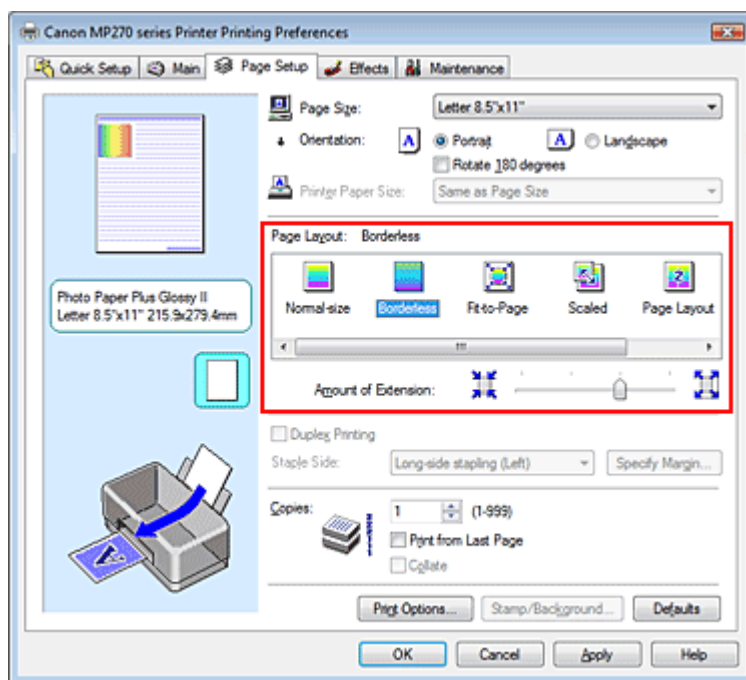 Canon MP270 series Printer Printing Preferences
Quick Setup Main Page Setup Effects Maintenance
Page Size: Letter 8.5"x11"
Orientation: A Portrait A Landscape
Rotate 180 degrees
Printer Paper Size: Same as Page Size
Page Layout: Borderless
Normal-size Borderless Fit-to-Page Scaled Page Layout
Amount of Extension:
Photo Paper Plus Glossy II
Letter 8.5"x11" 215.9x279.4mm
Duplex Printing
Staple Side: Long-side stapling (Left) Specify Margin...
Copies: 1 (1-999)
Print from Last Page
Collate
Print Options... Stamp/Background... Defaults
OK Cancel Apply Help